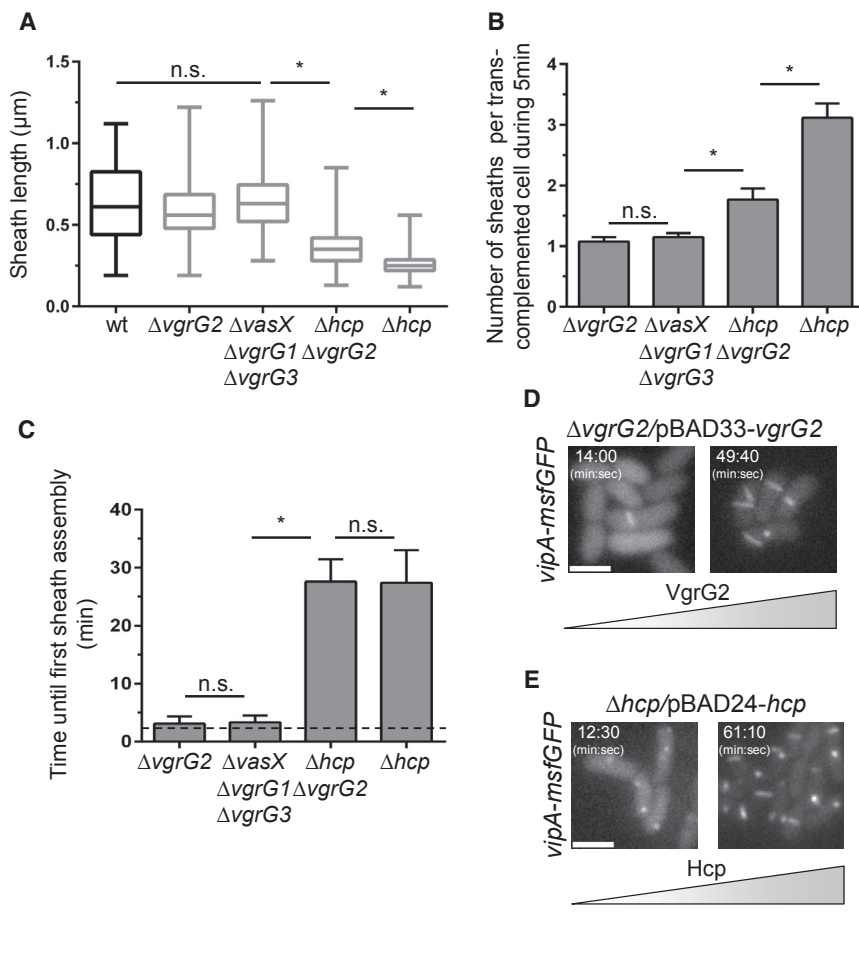 A
Sheath length (µm)
1.5
1.0
0.5
0.0
n.s.
*
*
wt
ΔvgrG2
ΔvasX
ΔvgrG1
ΔvgrG3
Δhcp
ΔvgrG2
Δhcp
B
Number of sheaths per trans-
complemented cell during 5min
4
3
2
1
0
n.s.
*
*
ΔvgrG2
ΔvasX
ΔvgrG1
ΔvgrG3
Δhcp
ΔvgrG2
Δhcp
C
Time until first sheath assembly
(min)
40
30
20
10
0
n.s.
*
n.s.
ΔvgrG2
ΔvasX
ΔvgrG1
ΔvgrG3
Δhcp
ΔvgrG2
Δhcp
D
ΔvgrG2/pBAD33-vgrG2
vipA-msfGFP
14:00
(min:sec)
49:40
(min:sec)
VgrG2
E
Δhcp/pBAD24-hcp
vipA-msfGFP
12:30
(min:sec)
61:10
(min:sec)
Hcp